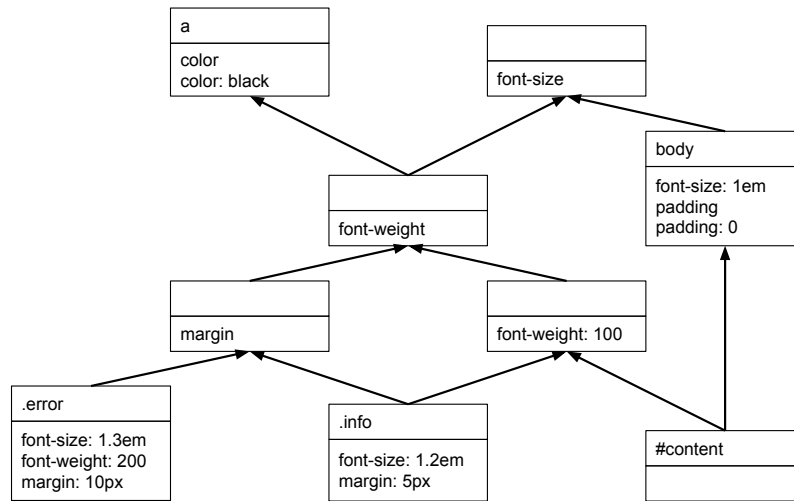 a
color
color: black
font-size
body
font-size: 1em
padding
padding: 0
font-weight
margin
font-weight: 100
.error
font-size: 1.3em
font-weight: 200
margin: 10px
.info
font-size: 1.2em
margin: 5px
#content